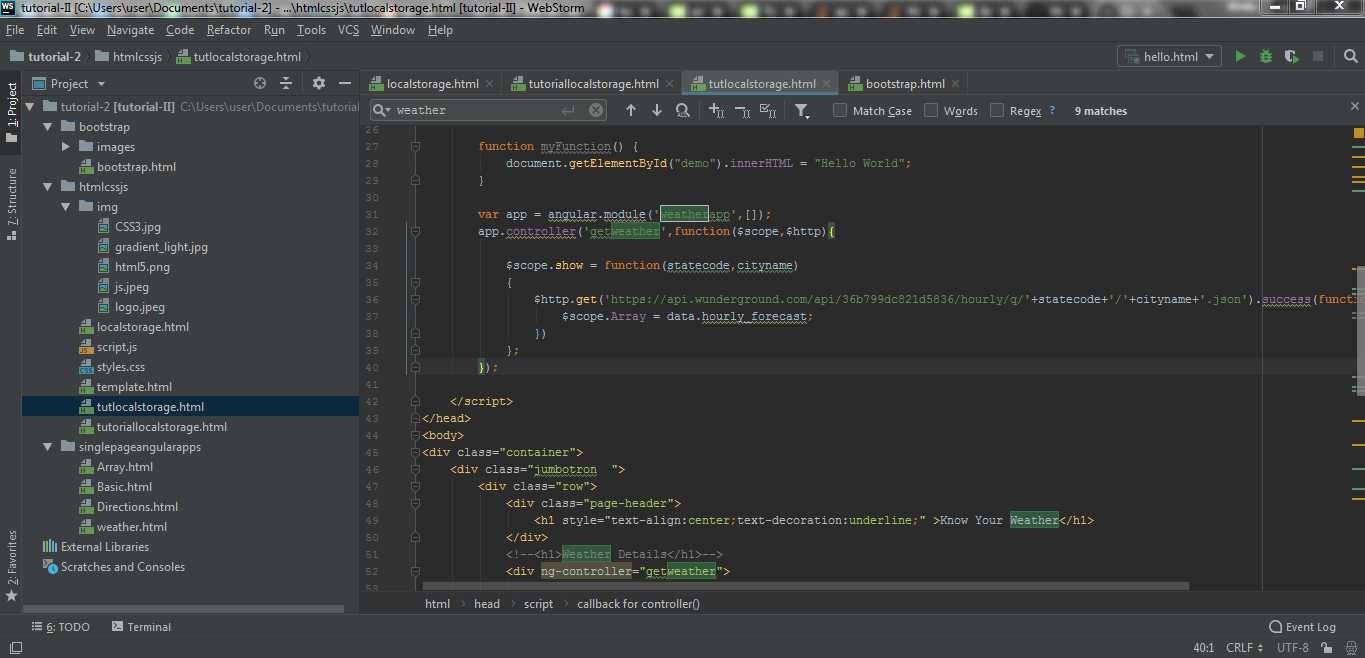 WS tutorial-II [C:\Users\user\Documents\tutorial-2] - ...\htmlcssjs\tutlocalstorage.html [tutorial-II] - WebStorm
File Edit View Navigate Code Refactor Run Tools VCS Window Help
tutorial-2 htmlcssjs tutlocalstorage.html hello.html
1: Project
7: Structure
2: Favorites
Project
tutorial-2 [tutorial-II] C:\Users\user\Documents\tutorial
bootstrap
images
bootstrap.html
htmlcssjs
img
CSS3.jpg
gradient_light.jpg
html5.png
js.jpeg
logo.jpeg
localstorage.html
script.js
styles.css
template.html
tutlocalstorage.html
tutoriallocalstorage.html
singlepageangularapps
Array.html
Basic.html
Directions.html
weather.html
External Libraries
Scratches and Consoles
localstorage.html tutoriallocalstorage.html tutlocalstorage.html bootstrap.html
weather Match Case Words Regex ? 9 matches
26
27 function myFunction() {
28 document.getElementById("demo").innerHTML = "Hello World";
29 }
30
31 var app = angular.module('weatherapp',[]);
32 app.controller('getweather',function($scope,$http){
33
34 $scope.show = function(statecode,cityname)
35 {
36 $http.get('https://api.wunderground.com/api/36b799dc821d5836/hourly/q/'+statecode+'/'+cityname+'.json').success(functi
37 $scope.Array = data.hourly_forecast;
38 })
39 };
40 });
41
42 </script>
43 </head>
44 <body>
45 <div class="container">
46 <div class="jumbotron  ">
47 <div class="row">
48 <div class="page-header">
49 <h1 style="text-align:center;text-decoration:underline;" >Know Your Weather</h1>
50 </div>
51 <!--<h1>Weather Details</h1>-->
52 <div ng-controller="getweather">
53
html head script callback for controller()
6: TODO Terminal Event Log
40:1 CRLF UTF-8